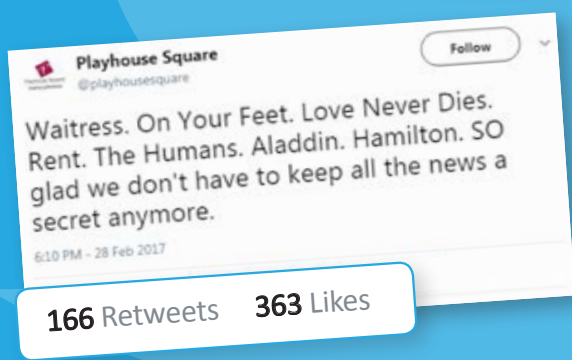 Playhouse Square
@playhousesquare
Follow
Waitress. On Your Feet. Love Never Dies.
Rent. The Humans. Aladdin. Hamilton. SO
glad we don't have to keep all the news a
secret anymore.
6:10 PM - 28 Feb 2017
166 Retweets 363 Likes